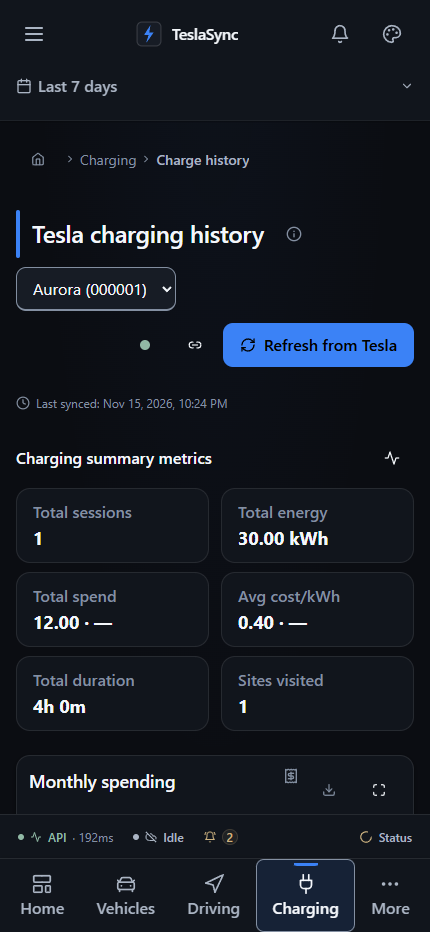 TeslaSync
Last 7 days
Charging
Charge history
Tesla charging history
Aurora (000001)
Refresh from Tesla
Last synced: Nov 15, 2026, 10:24 PM
Charging summary metrics
Total sessions
1
Total energy
30.00 kWh
Total spend
12.00 · —
Avg cost/kWh
0.40 · —
Total duration
4h 0m
Sites visited
1
Monthly spending
API · 192ms
Idle
2
Status
Home
Vehicles
Driving
Charging
More